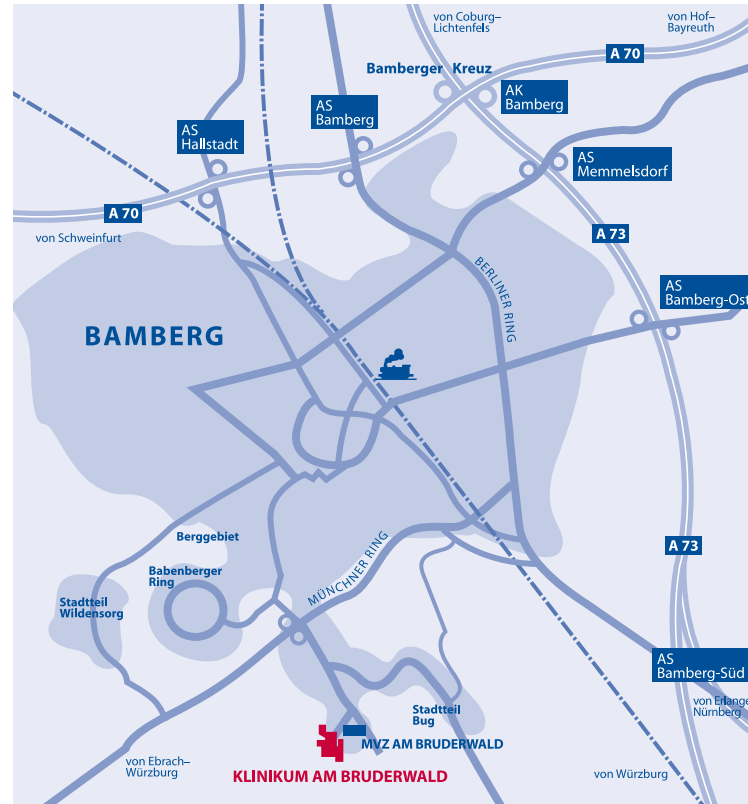 von Coburg–
Lichtenfels
von Hof–
Bayreuth
A 70
Bamberger Kreuz
AK
Bamberg
AS
Bamberg
AS
Hallstadt
AS
Memmelsdorf
A 70
von Schweinfurt
A 73
BERLINER RING
AS
Bamberg-Ost
BAMBERG
Berggebiet
MÜNCHNER RING
A 73
Babenberger
Ring
Stadtteil
Wildensorg
AS
Bamberg-Süd
von Erlange
Nürnberg
Stadtteil
Bug
MVZ AM BRUDERWALD
von Ebrach–
Würzburg
KLINIKUM AM BRUDERWALD
von Würzburg